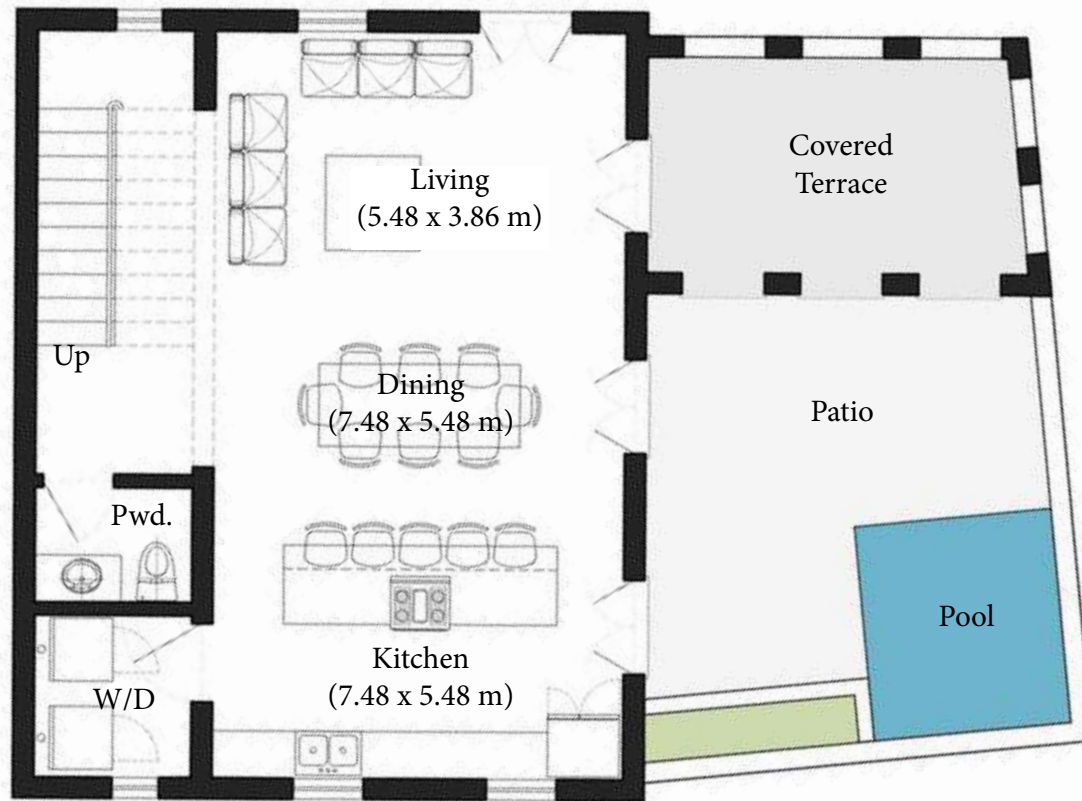 Covered
Terrace
Living
(5.48 x 3.86 m)
Up
Dining
(7.48 x 5.48 m)
Patio
Pwd.
Pool
Kitchen
(7.48 x 5.48 m)
W/D